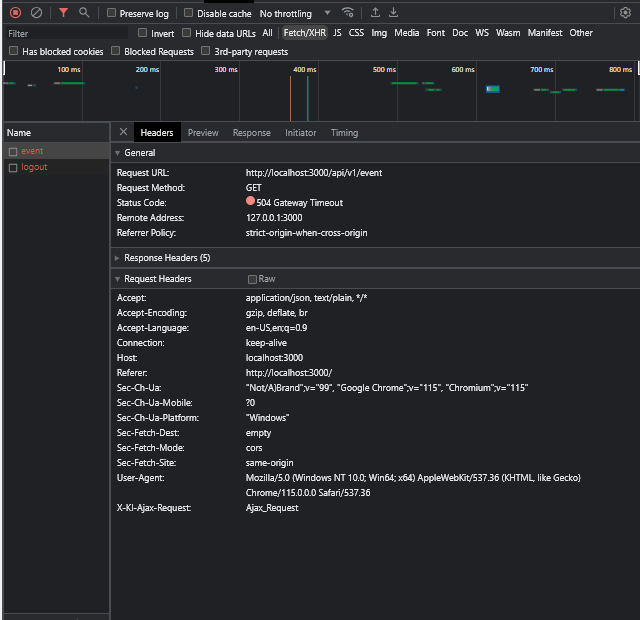 Preserve log Disable cache No throttling
Filter Invert Hide data URLs All Fetch/XHR JS CSS Img Media Font Doc WS Wasm Manifest Other
Has blocked cookies Blocked Requests 3rd-party requests
100 ms 200 ms 300 ms 400 ms 500 ms 600 ms 700 ms 800 ms
Name Headers Preview Response Initiator Timing
event
logout
General
Request URL: http://localhost:3000/api/v1/event
Request Method: GET
Status Code: 504 Gateway Timeout
Remote Address: 127.0.0.1:3000
Referrer Policy: strict-origin-when-cross-origin
Response Headers (5)
Request Headers Raw
Accept: application/json, text/plain, */*
Accept-Encoding: gzip, deflate, br
Accept-Language: en-US,en;q=0.9
Connection: keep-alive
Host: localhost:3000
Referer: http://localhost:3000/
Sec-Ch-Ua: "Not/A)Brand";v="99", "Google Chrome";v="115", "Chromium";v="115"
Sec-Ch-Ua-Mobile: ?0
Sec-Ch-Ua-Platform: "Windows"
Sec-Fetch-Dest: empty
Sec-Fetch-Mode: cors
Sec-Fetch-Site: same-origin
User-Agent: Mozilla/5.0 (Windows NT 10.0; Win64; x64) AppleWebKit/537.36 (KHTML, like Gecko)
Chrome/115.0.0.0 Safari/537.36
X-KI-Ajax-Request: Ajax_Request